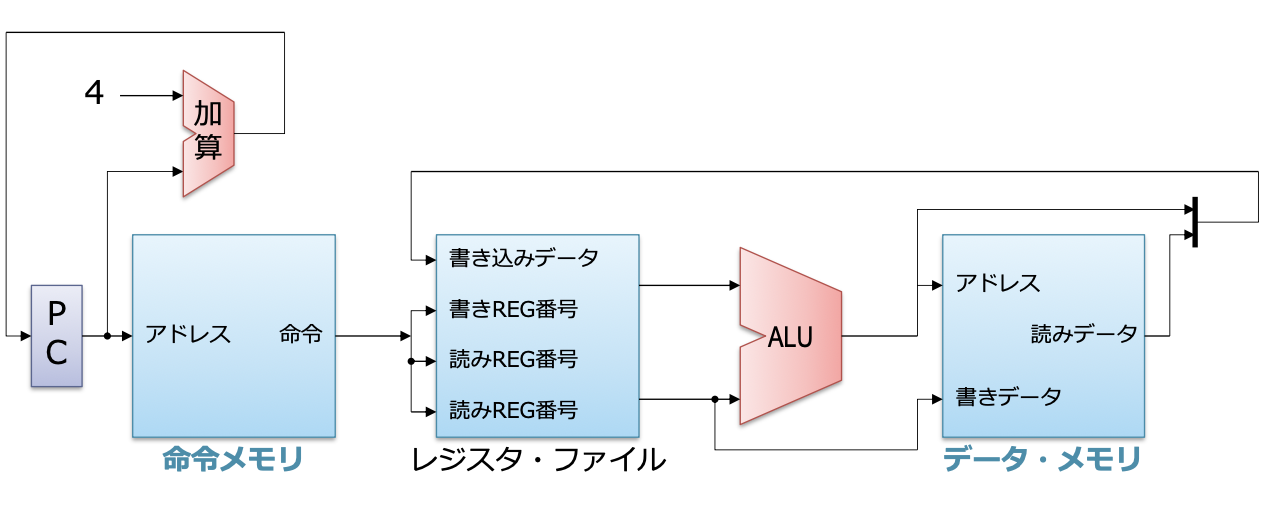 4
加
算
P
C
アドレス
命令
命令メモリ
書き込みデータ
書きREG番号
読みREG番号
読みREG番号
レジスタ・ファイル
ALU
アドレス
読みデータ
書きデータ
データ・メモリ